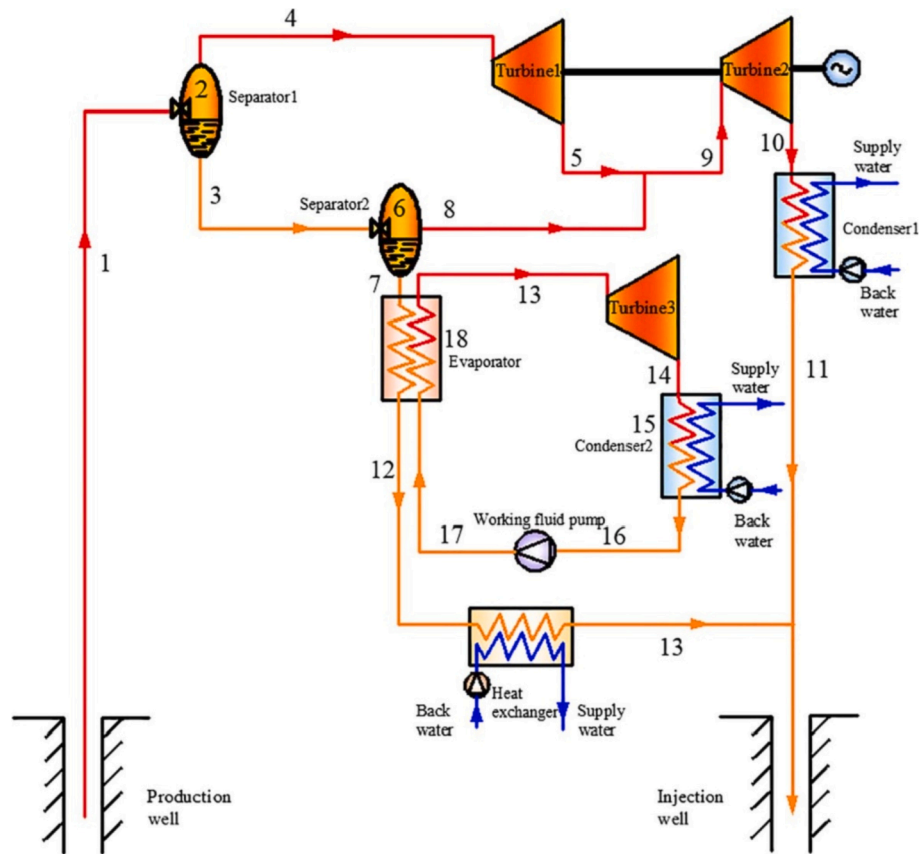 4
Turbine1
Turbine2
2
Separator1
5
9
10
Supply
water
3
Separator2
6
8
Condenser1
1
7
13
Back
water
Turbine3
18
Evaporator
14
Supply
water
11
15
Condenser2
12
Back
water
Working fluid pump
17
16
13
Back
water
Heat
exchanger
Supply
water
Production
well
Injection
well